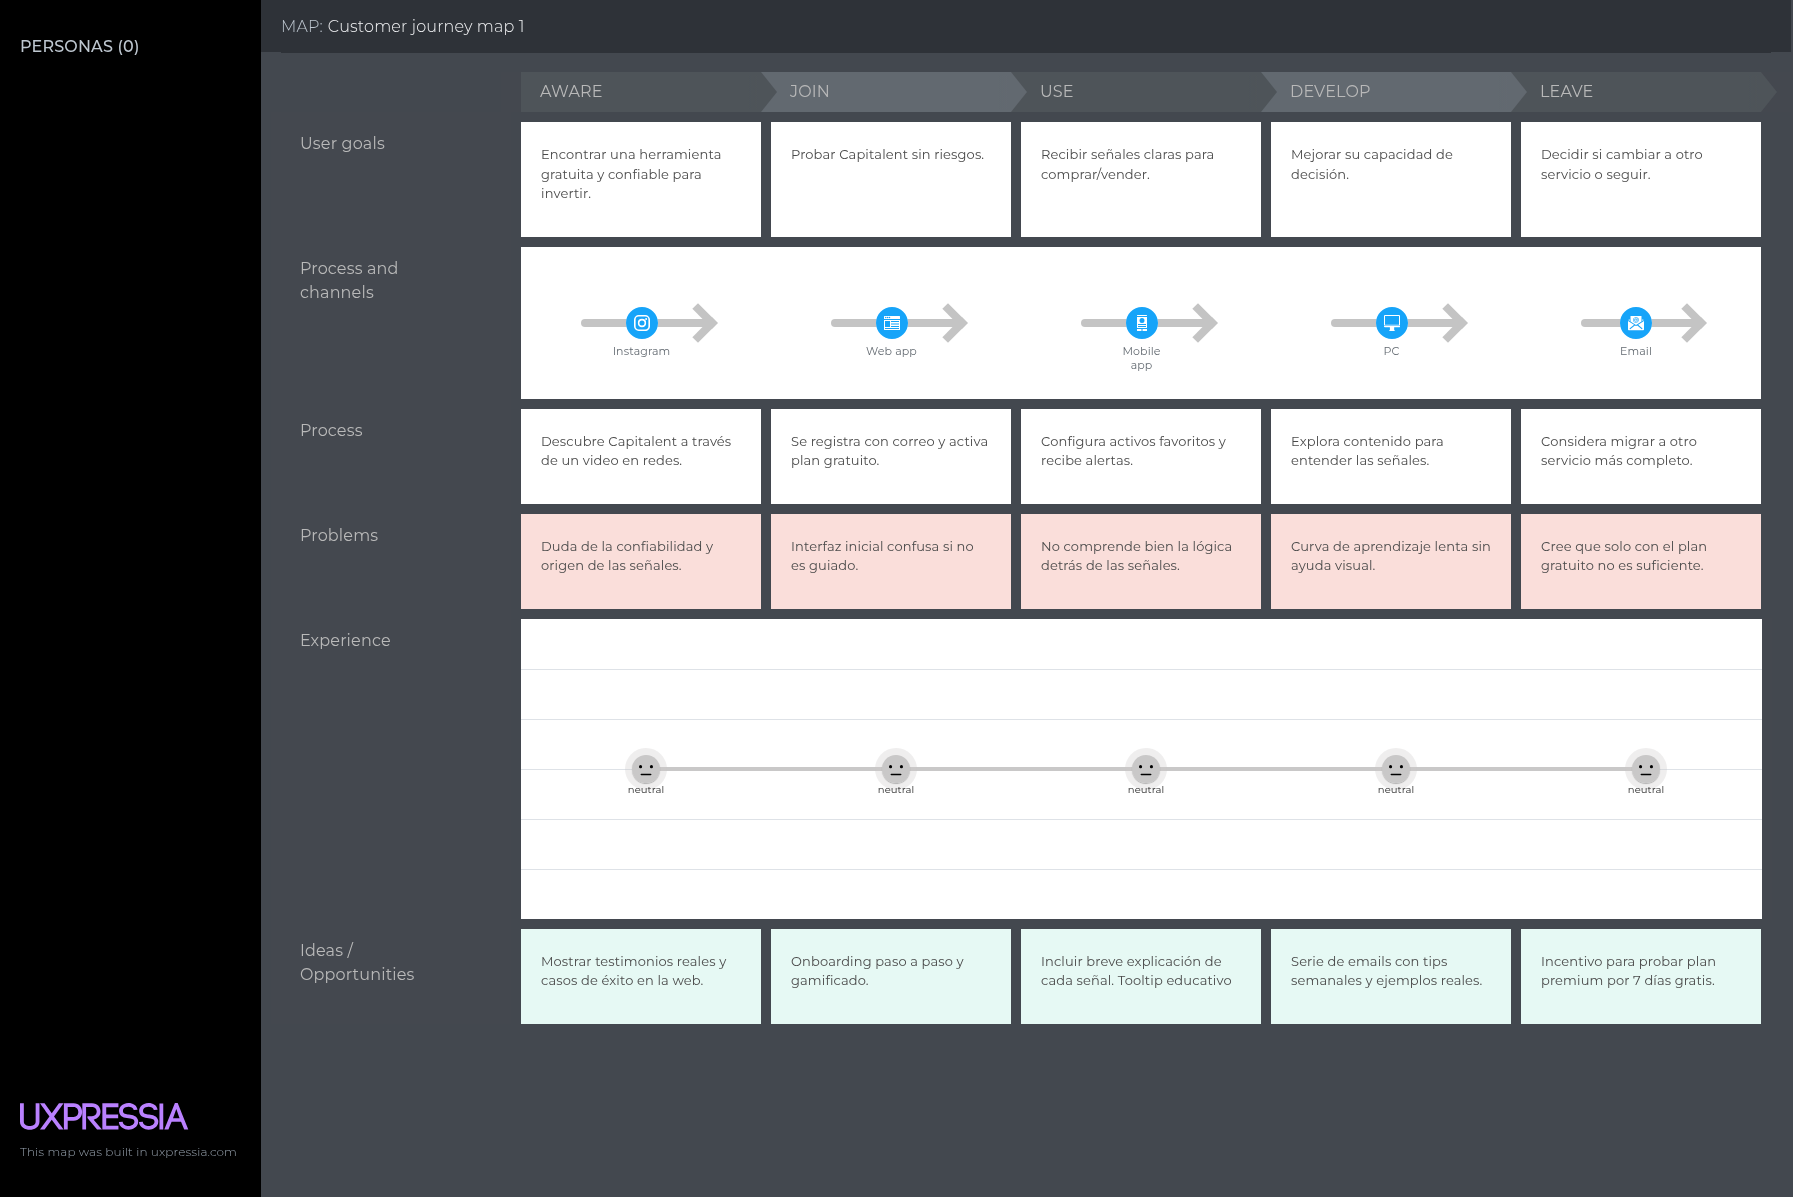 PERSONAS (0)
MAP: Customer journey map 1
AWARE
JOIN
USE
DEVELOP
LEAVE
User goals
Encontrar una herramienta
gratuita y confiable para
invertir.
Probar Capitalent sin riesgos.
Recibir señales claras para
comprar/vender.
Mejorar su capacidad de
decisión.
Decidir si cambiar a otro
servicio o seguir.
Process and
channels
Instagram
Web app
Mobile
app
PC
Email
Process
Descubre Capitalent a través
de un video en redes.
Se registra con correo y activa
plan gratuito.
Configura activos favoritos y
recibe alertas.
Explora contenido para
entender las señales.
Considera migrar a otro
servicio más completo.
Problems
Duda de la confiabilidad y
origen de las señales.
Interfaz inicial confusa si no
es guiado.
No comprende bien la lógica
detrás de las señales.
Curva de aprendizaje lenta sin
ayuda visual.
Cree que solo con el plan
gratuito no es suficiente.
Experience
neutral
neutral
neutral
neutral
neutral
Ideas /
Opportunities
Mostrar testimonios reales y
casos de éxito en la web.
Onboarding paso a paso y
gamificado.
Incluir breve explicación de
cada señal. Tooltip educativo
Serie de emails con tips
semanales y ejemplos reales.
Incentivo para probar plan
premium por 7 días gratis.
UXPRESSIA
This map was built in uxpressia.com